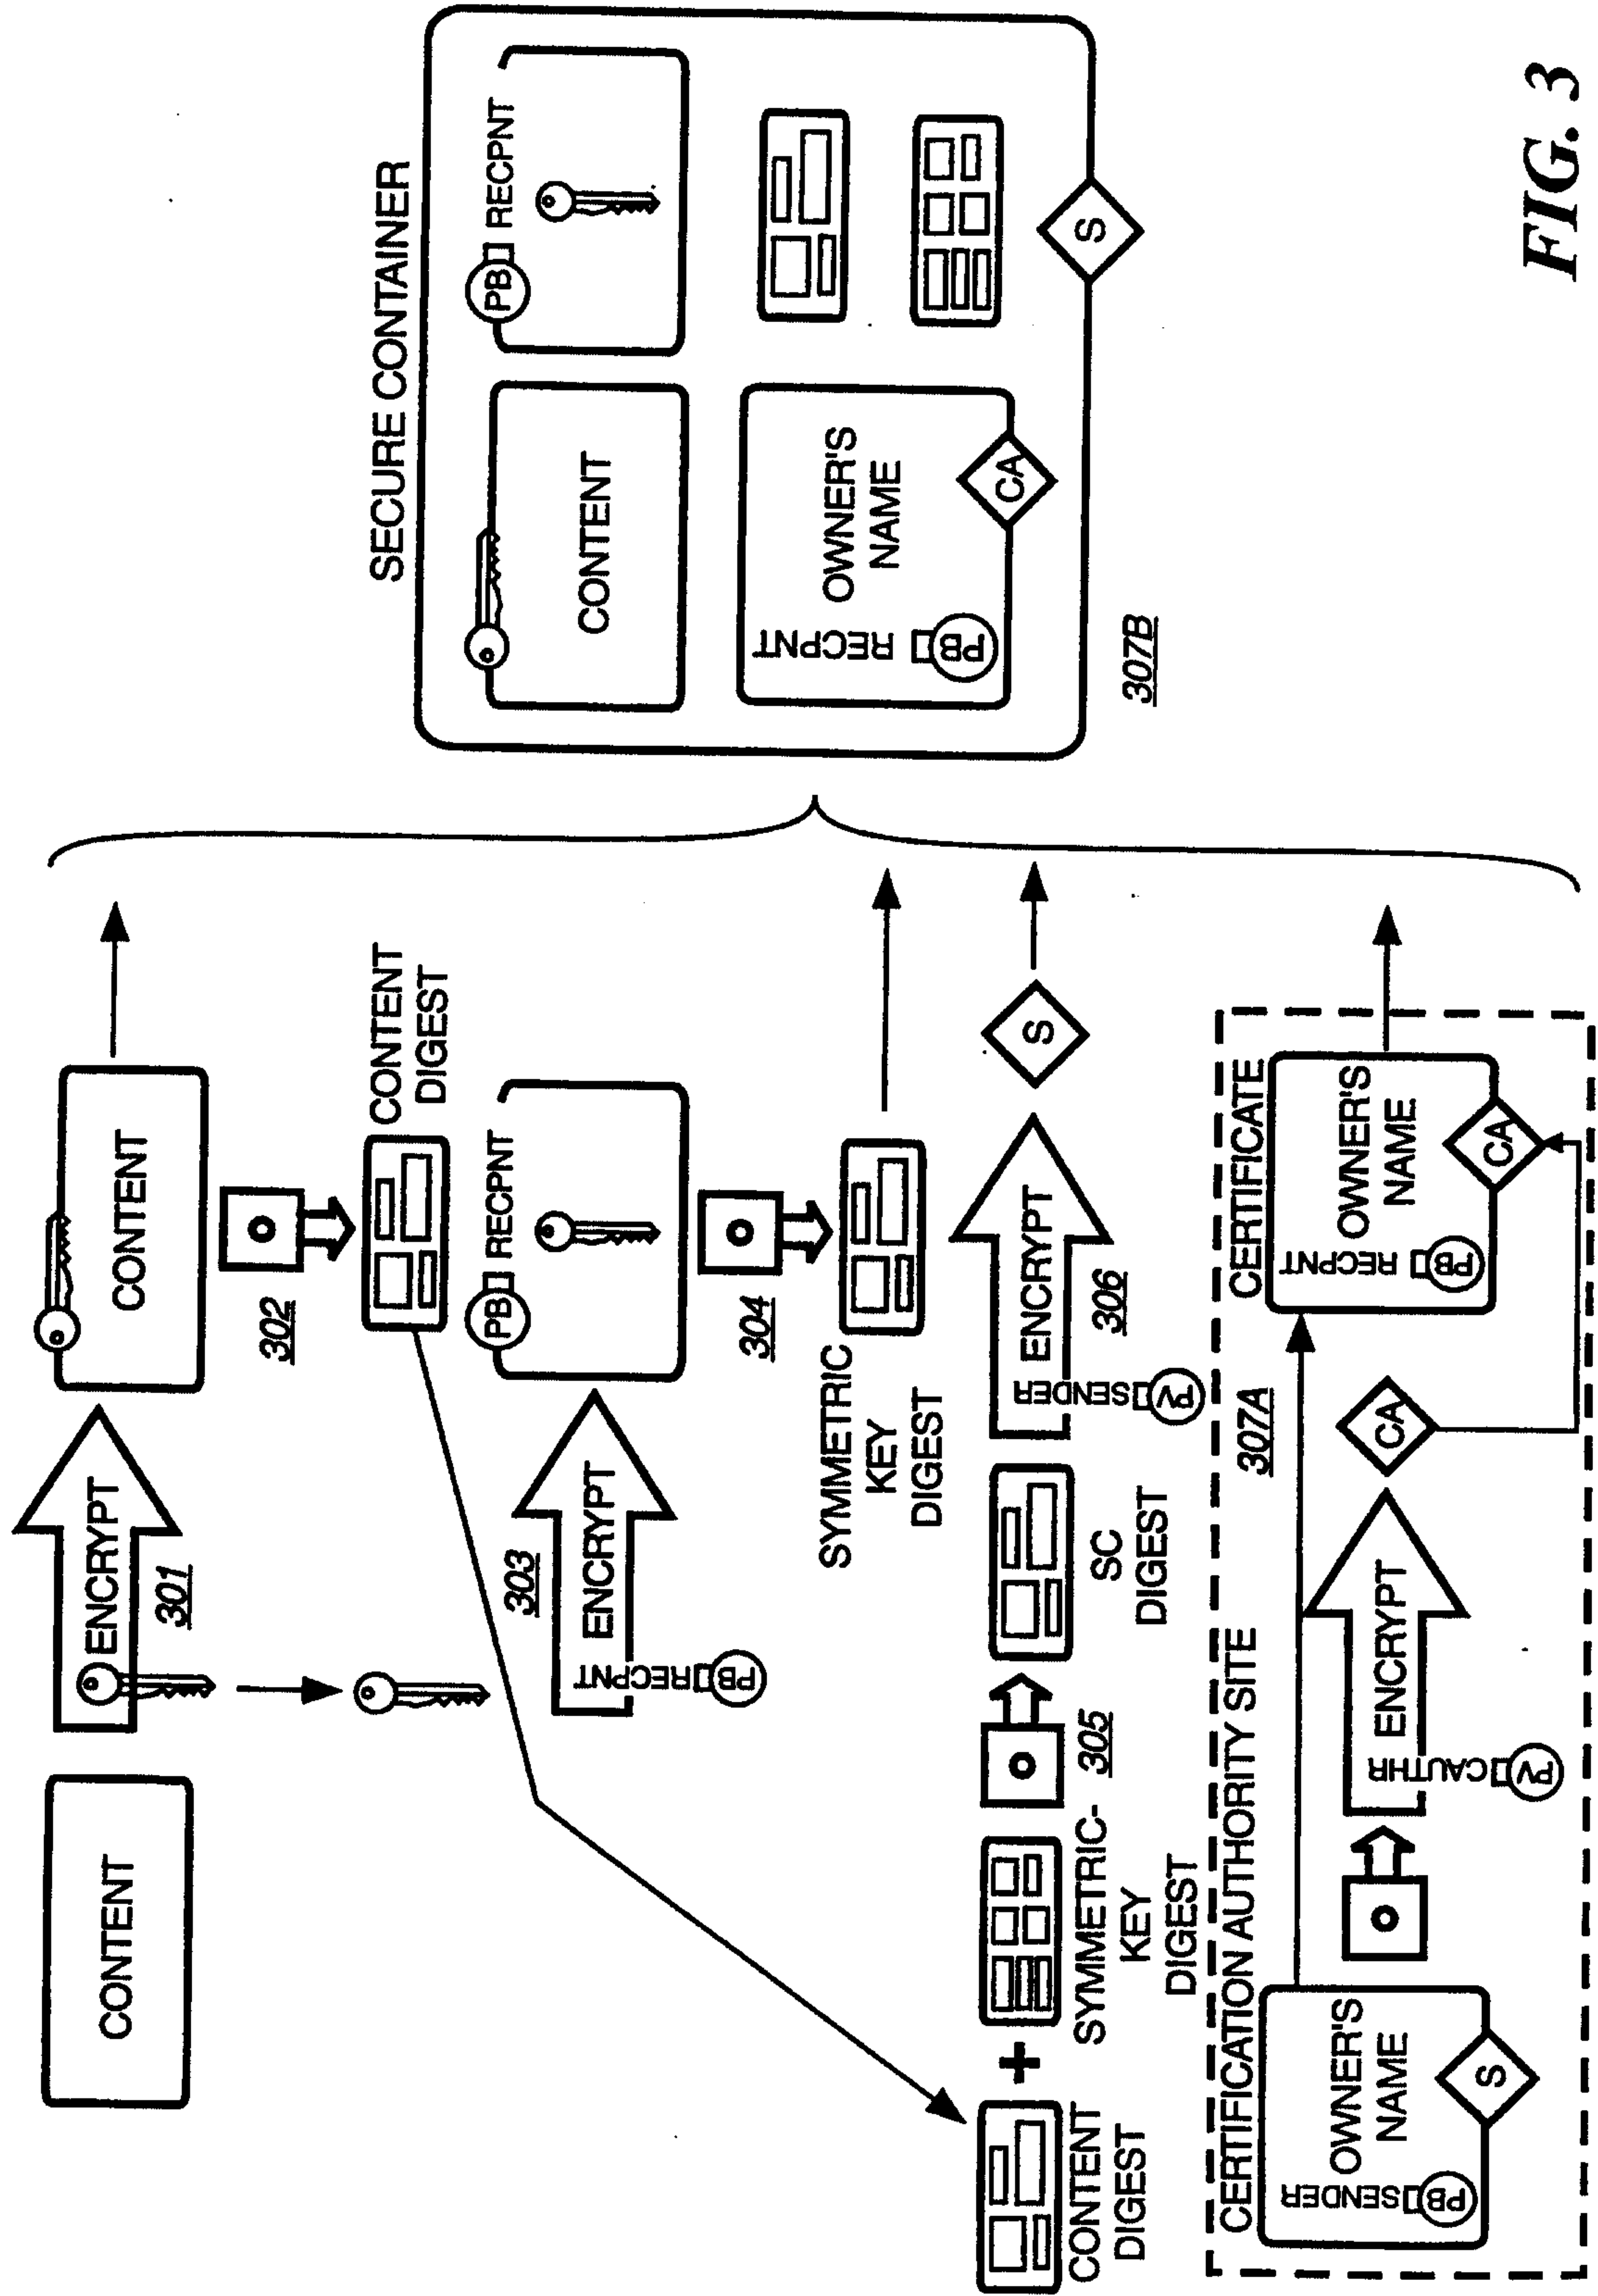 CONTENT
ENCRYPT
301
CONTENT
302
CONTENT
DIGEST
303
ENCRYPT
RECPNT
PB
PB
RECPNT
304
SYMMETRIC
KEY
DIGEST
CONTENT
DIGEST
+
SYMMETRIC-
KEY
DIGEST
305
SC
DIGEST
ENCRYPT
SENDER
PV
306
S
CERTIFICATION AUTHORITY SITE
OWNER'S
NAME
SENDER
PB
S
ENCRYPT
CAUTHR
PV
CA
307A
CERTIFICATE
OWNER'S
NAME
RECPNT
PB
CA
SECURE CONTAINER
CONTENT
PB
RECPNT
OWNER'S
NAME
RECPNT
PB
CA
S
307B
FIG. 3